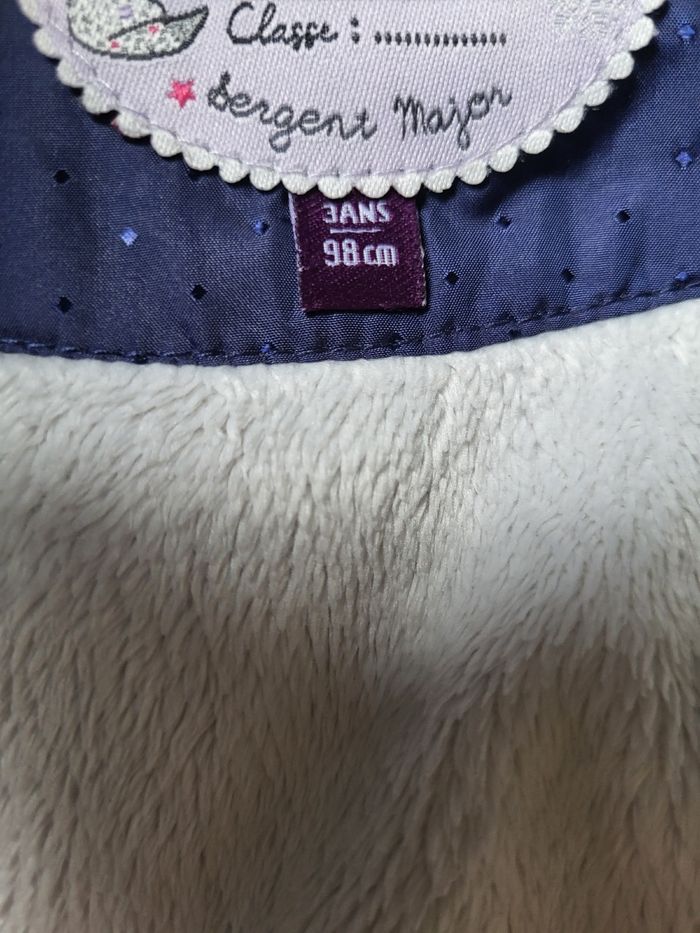 Classe : ...............
Sergent Major
3ANS
98cm